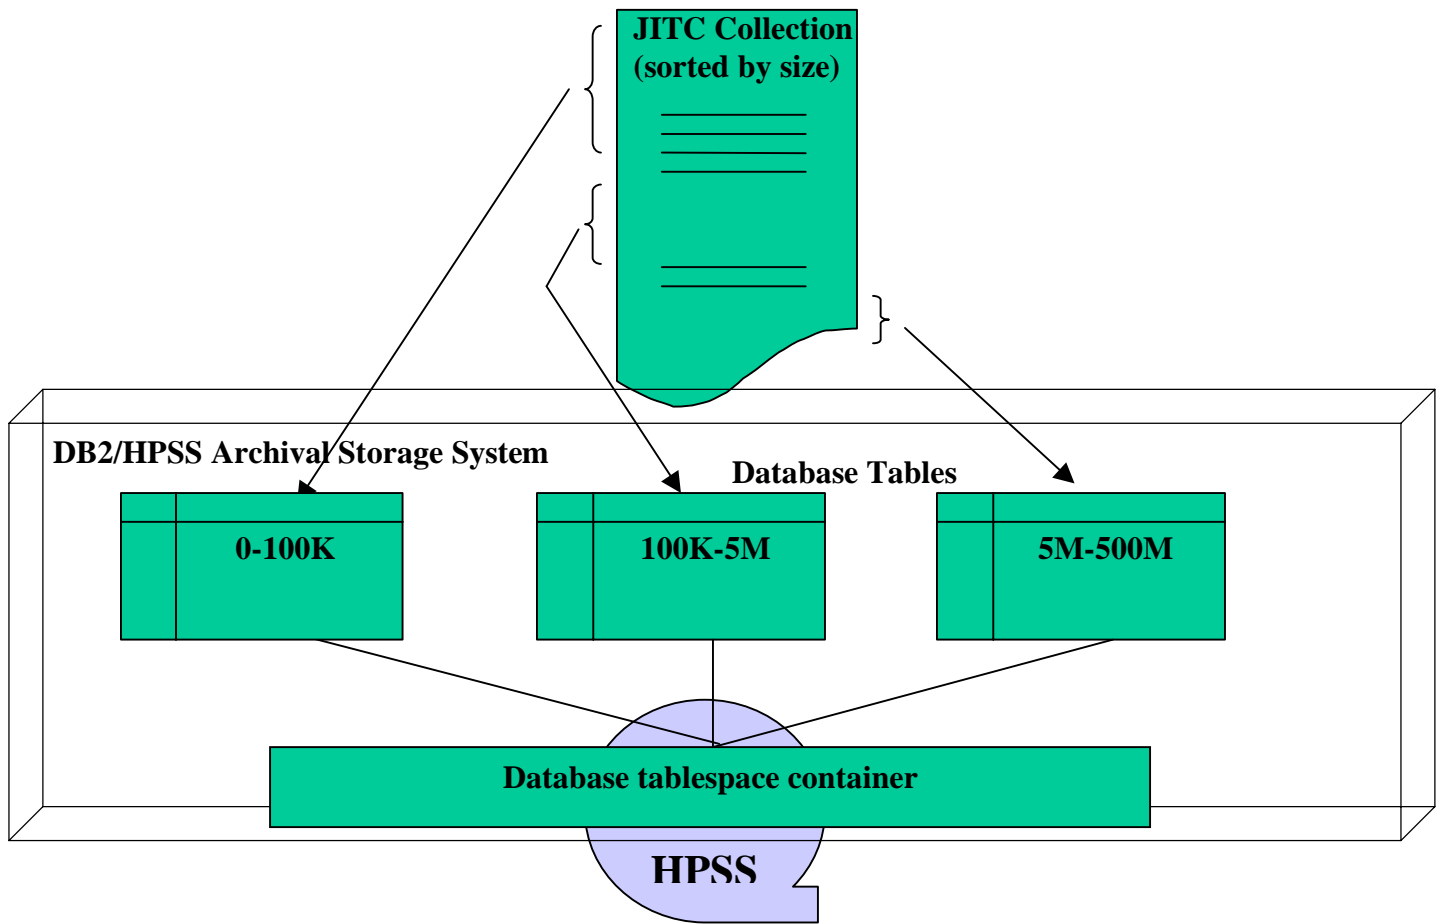 JITC Collection
(sorted by size)
DB2/HPSS Archival Storage System
Database Tables
0-100K
100K-5M
5M-500M
Database tablespace container
HPSS